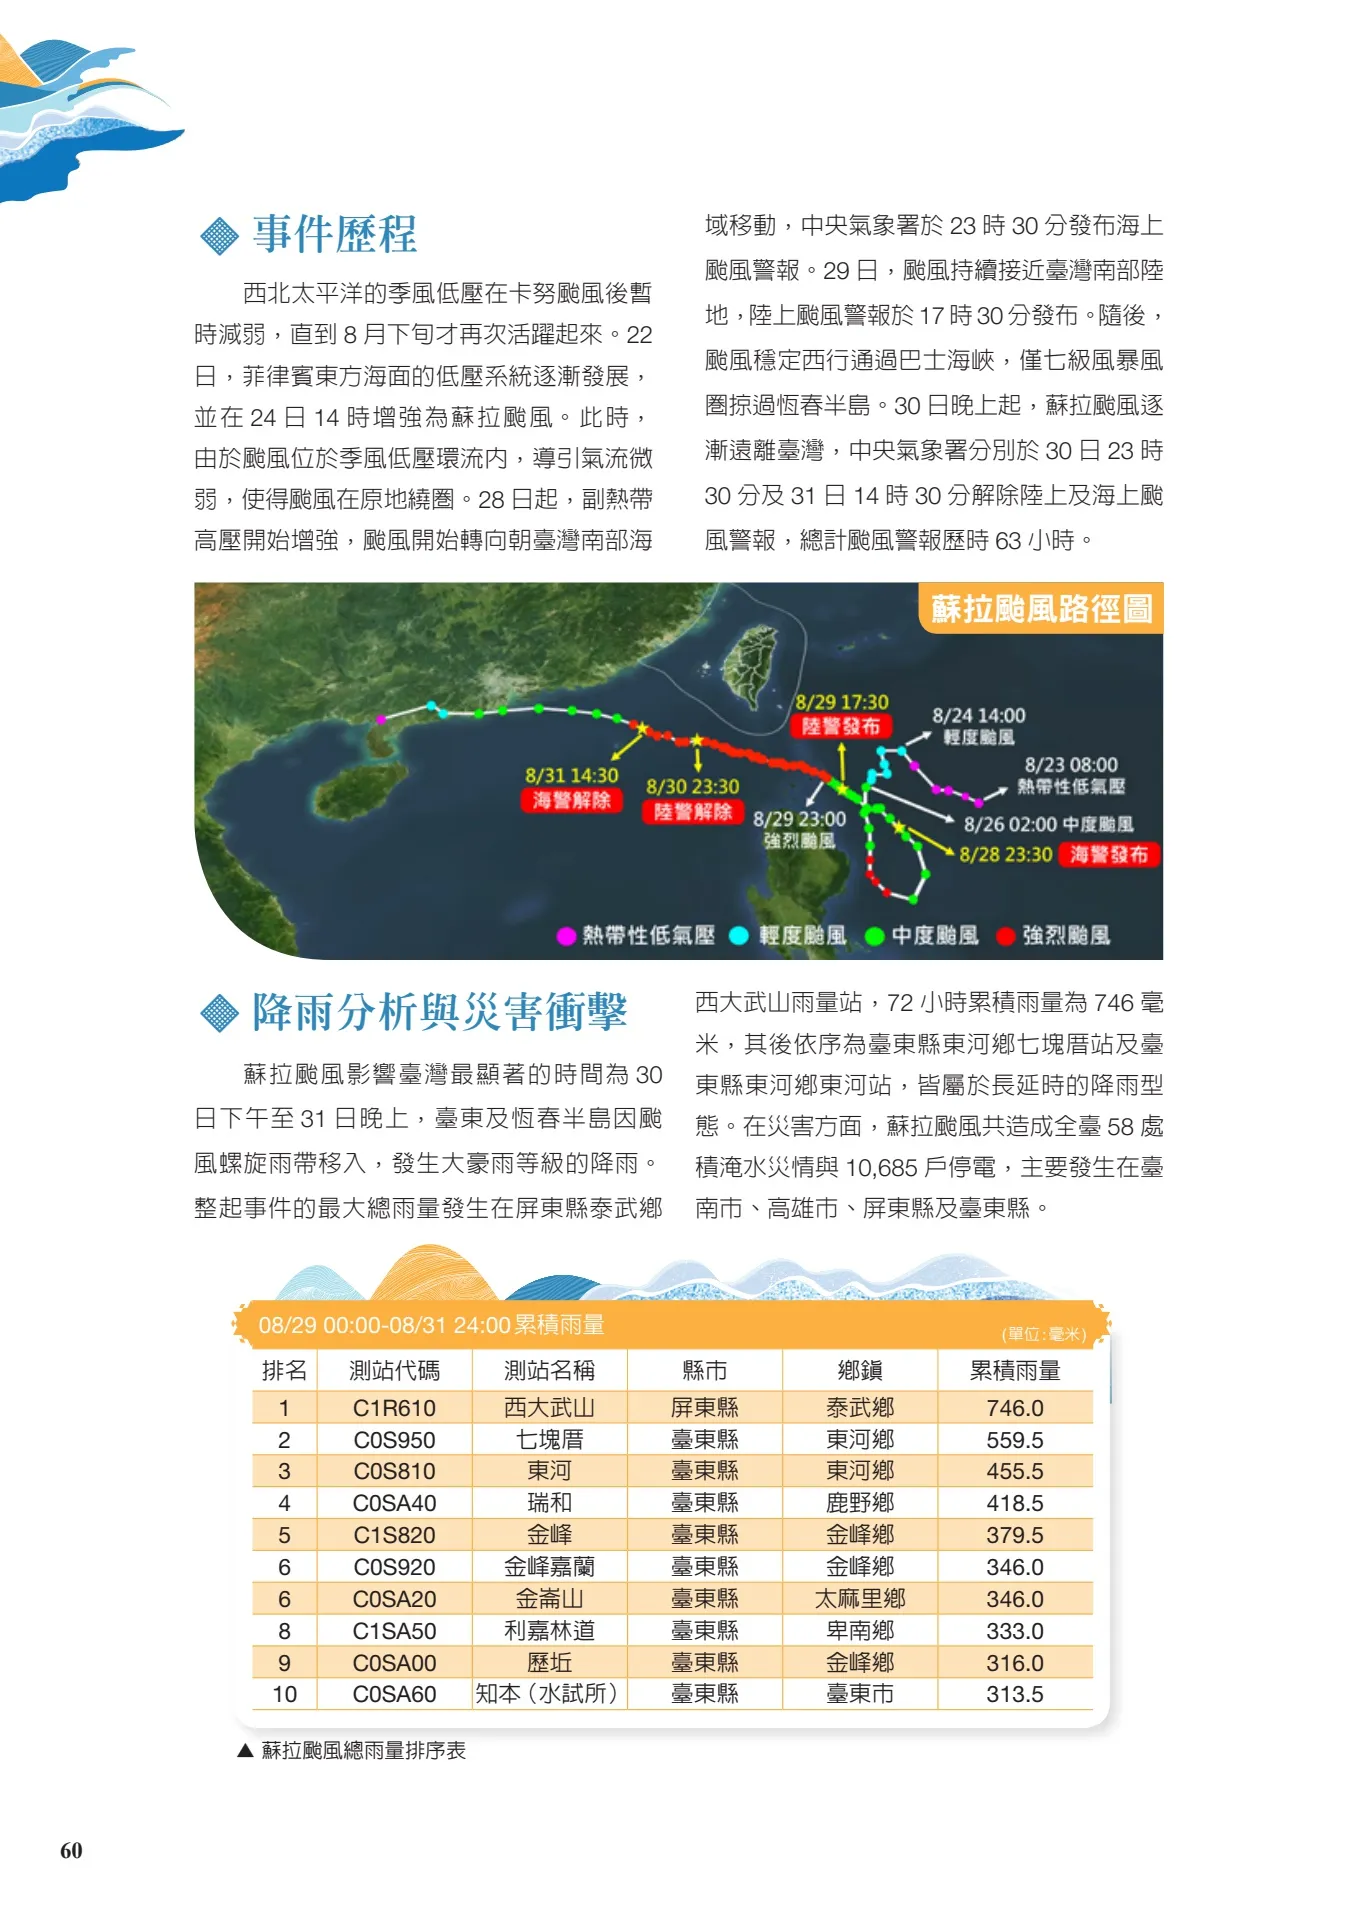 事件歷程
西北太平洋的季風低壓在卡努颱風後暫
時減弱，直到 8 月下旬才再次活躍起來。22
日，菲律賓東方海面的低壓系統逐漸發展，
並在 24 日 14 時增強為蘇拉颱風。此時，
由於颱風位於季風低壓環流內，導引氣流微
弱，使得颱風在原地繞圈。28 日起，副熱帶
高壓開始增強，颱風開始轉向朝臺灣南部海
域移動，中央氣象署於 23 時 30 分發布海上
颱風警報。29 日，颱風持續接近臺灣南部陸
地，陸上颱風警報於 17 時 30 分發布。隨後，
颱風穩定西行通過巴士海峽，僅七級風暴風
圈掠過恆春半島。30 日晚上起，蘇拉颱風逐
漸遠離臺灣，中央氣象署分別於 30 日 23 時
30 分及 31 日 14 時 30 分解除陸上及海上颱
風警報，總計颱風警報歷時 63 小時。
蘇拉颱風路徑圖
8/29 17:30
陸警發布
8/24 14:00
輕度颱風
8/23 08:00
熱帶性低氣壓
8/31 14:30
海警解除
8/30 23:30
陸警解除
8/29 23:00
強烈颱風
8/26 02:00 中度颱風
8/28 23:30 海警發布
熱帶性低氣壓 輕度颱風 中度颱風 強烈颱風
降雨分析與災害衝擊
蘇拉颱風影響臺灣最顯著的時間為 30
日下午至 31 日晚上，臺東及恆春半島因颱
風螺旋雨帶移入，發生大豪雨等級的降雨。
整起事件的最大總雨量發生在屏東縣泰武鄉
西大武山雨量站，72 小時累積雨量為 746 毫
米，其後依序為臺東縣東河鄉七塊厝站及臺
東縣東河鄉東河站，皆屬於長延時的降雨型
態。在災害方面，蘇拉颱風共造成全臺 58 處
積淹水災情與 10,685 戶停電，主要發生在臺
南市、高雄市、屏東縣及臺東縣。
08/29 00:00-08/31 24:00累積雨量 (單位:毫米)
排名 測站代碼 測站名稱 縣市 鄉鎮 累積雨量
1 C1R610 西大武山 屏東縣 泰武鄉 746.0
2 C0S950 七塊厝 臺東縣 東河鄉 559.5
3 C0S810 東河 臺東縣 東河鄉 455.5
4 C0SA40 瑞和 臺東縣 鹿野鄉 418.5
5 C1S820 金峰 臺東縣 金峰鄉 379.5
6 C0S920 金峰嘉蘭 臺東縣 金峰鄉 346.0
6 C0SA20 金崙山 臺東縣 太麻里鄉 346.0
8 C1SA50 利嘉林道 臺東縣 卑南鄉 333.0
9 C0SA00 歷坵 臺東縣 金峰鄉 316.0
10 C0SA60 知本（水試所） 臺東縣 臺東市 313.5
▲ 蘇拉颱風總雨量排序表
60